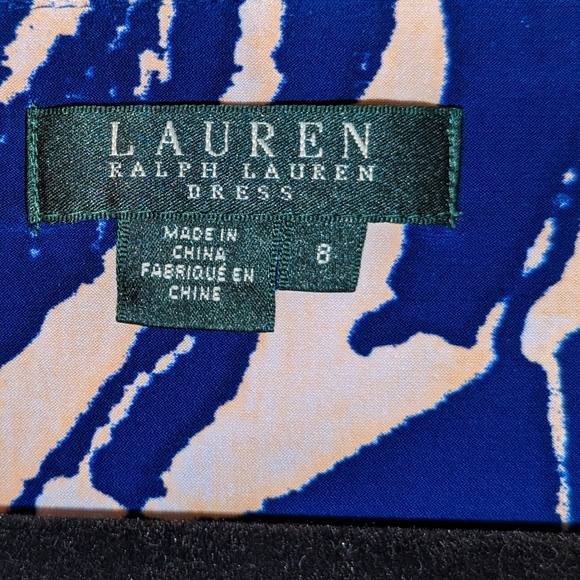 LAUREN
RALPH LAUREN
DRESS
MADE IN
CHINA
FABRIQUÉ EN
CHINE
8